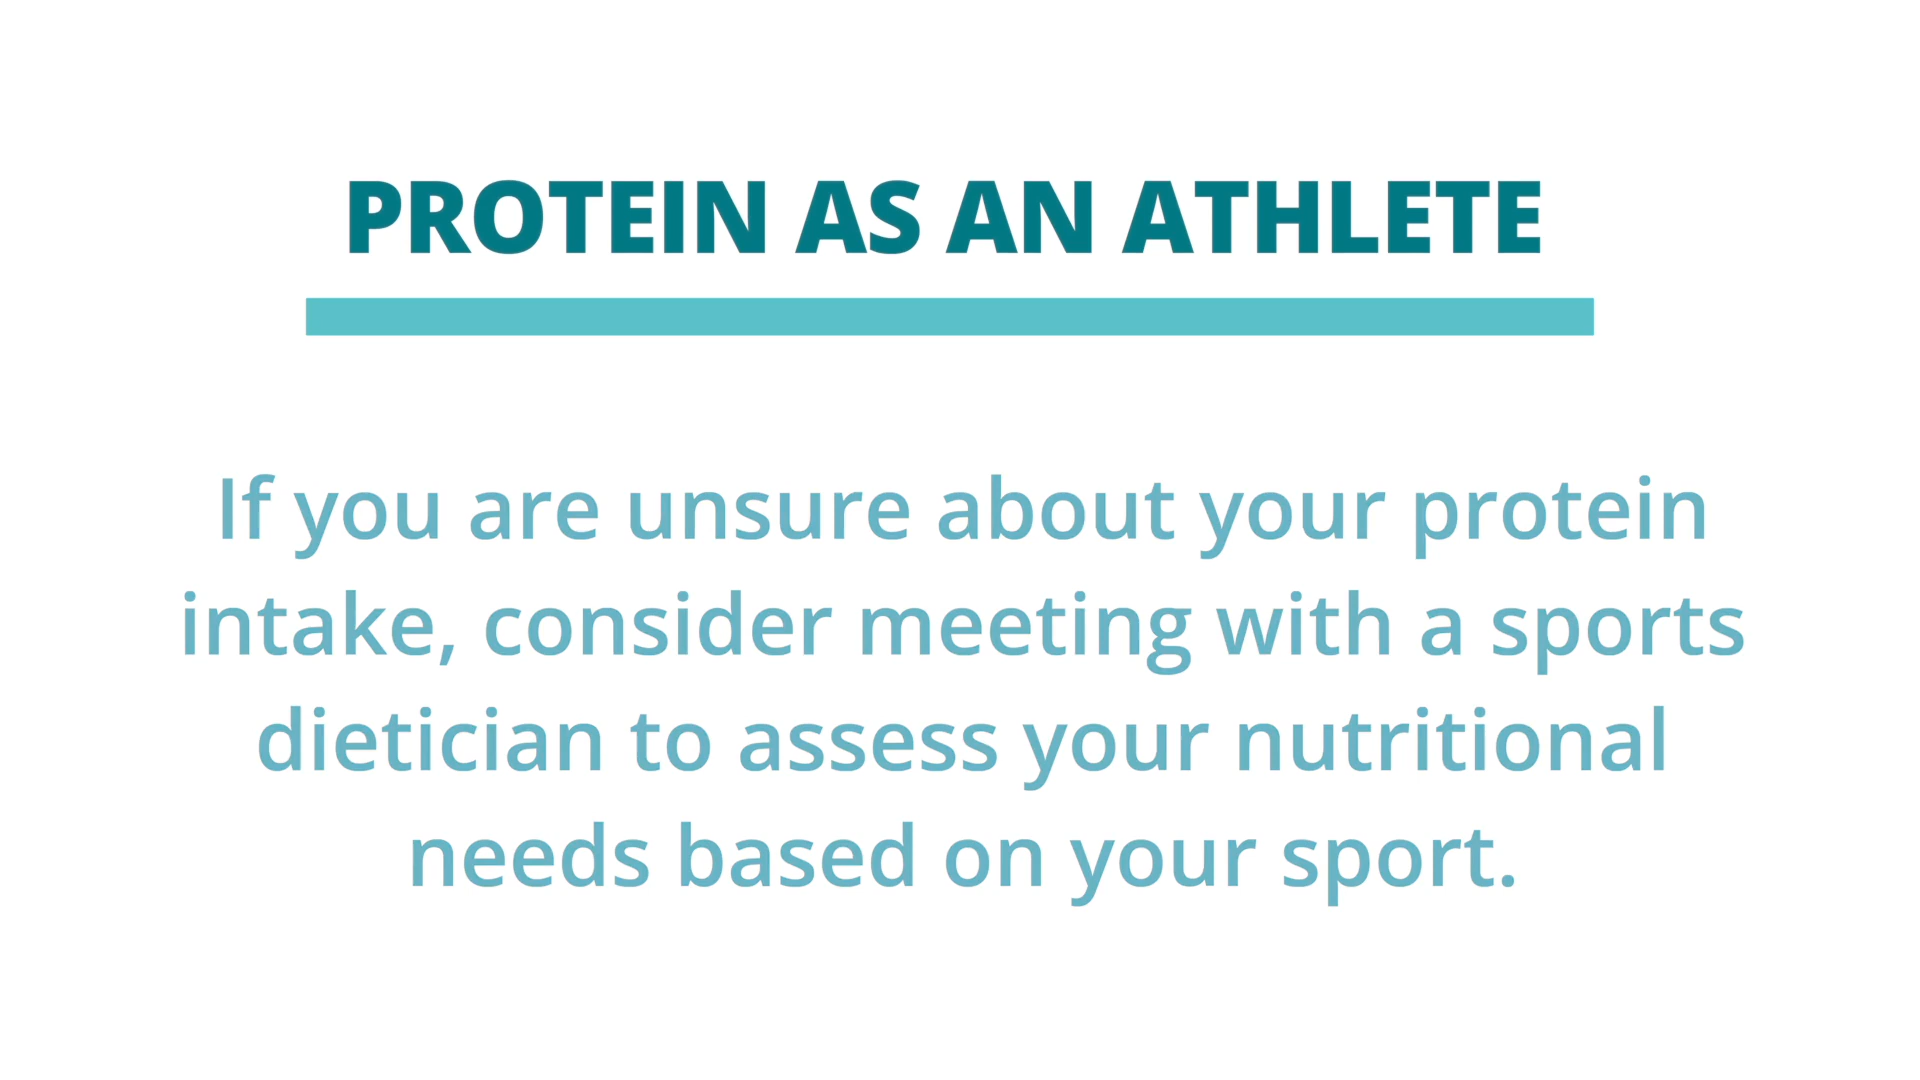 PROTEIN AS AN ATHLETE
If you are unsure about your protein
intake, consider meeting with a sports
dietician to assess your nutritional
needs based on your sport.